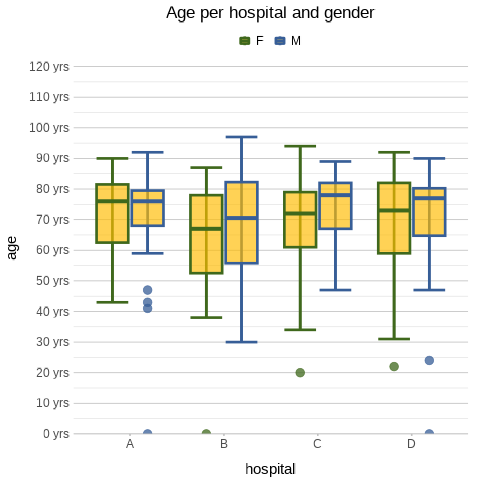 Age per hospital and gender
F M
120 yrs
110 yrs
100 yrs
90 yrs
80 yrs
70 yrs
60 yrs
50 yrs
40 yrs
30 yrs
20 yrs
10 yrs
0 yrs
age
A B C D
hospital